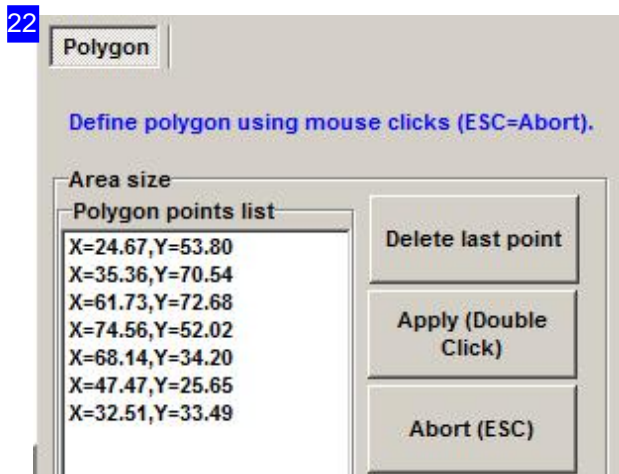 22
Polygon
Define polygon using mouse clicks (ESC=Abort).
Area size
Polygon points list
X=24.67,Y=53.80
X=35.36,Y=70.54
X=61.73,Y=72.68
X=74.56,Y=52.02
X=68.14,Y=34.20
X=47.47,Y=25.65
X=32.51,Y=33.49
Delete last point
Apply (Double
Click)
Abort (ESC)